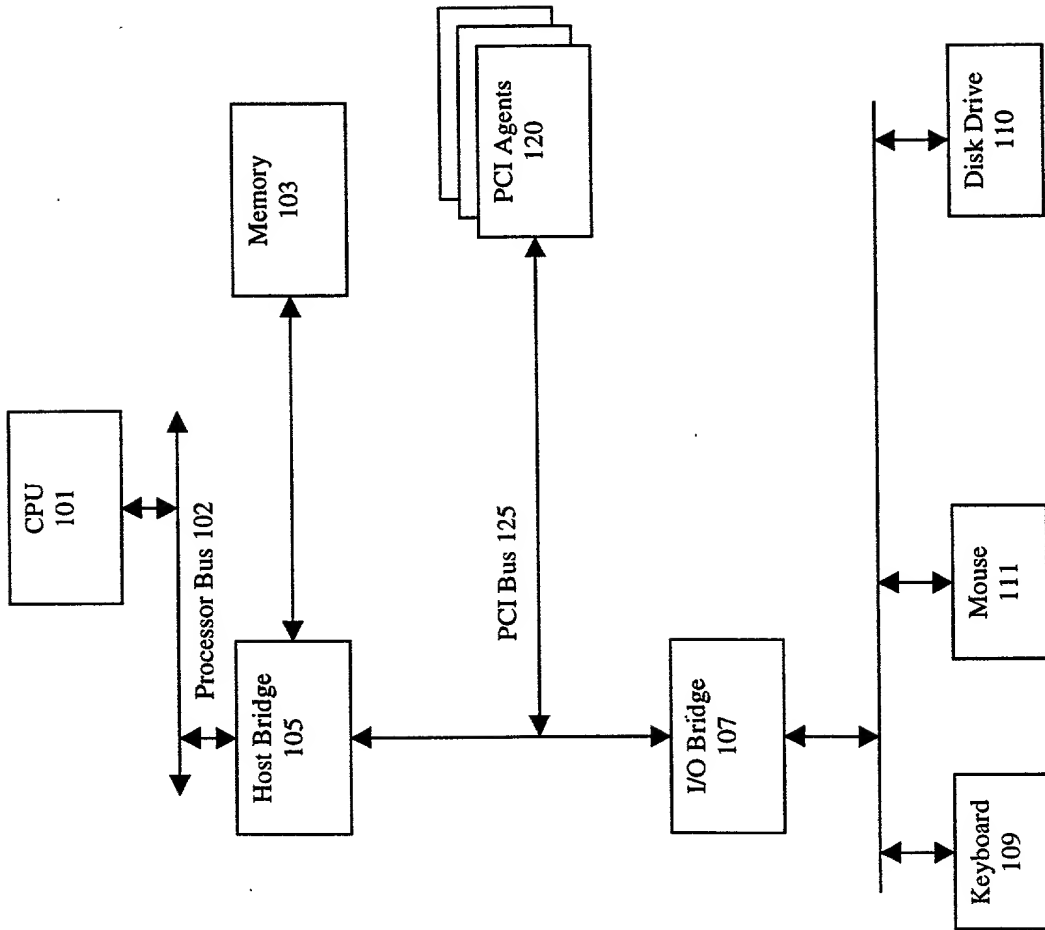 CPU
101
Processor Bus 102
Host Bridge
105
Memory
103
PCI Bus 125
PCI Agents
120
I/O Bridge
107
Keyboard
109
Mouse
111
Disk Drive
110